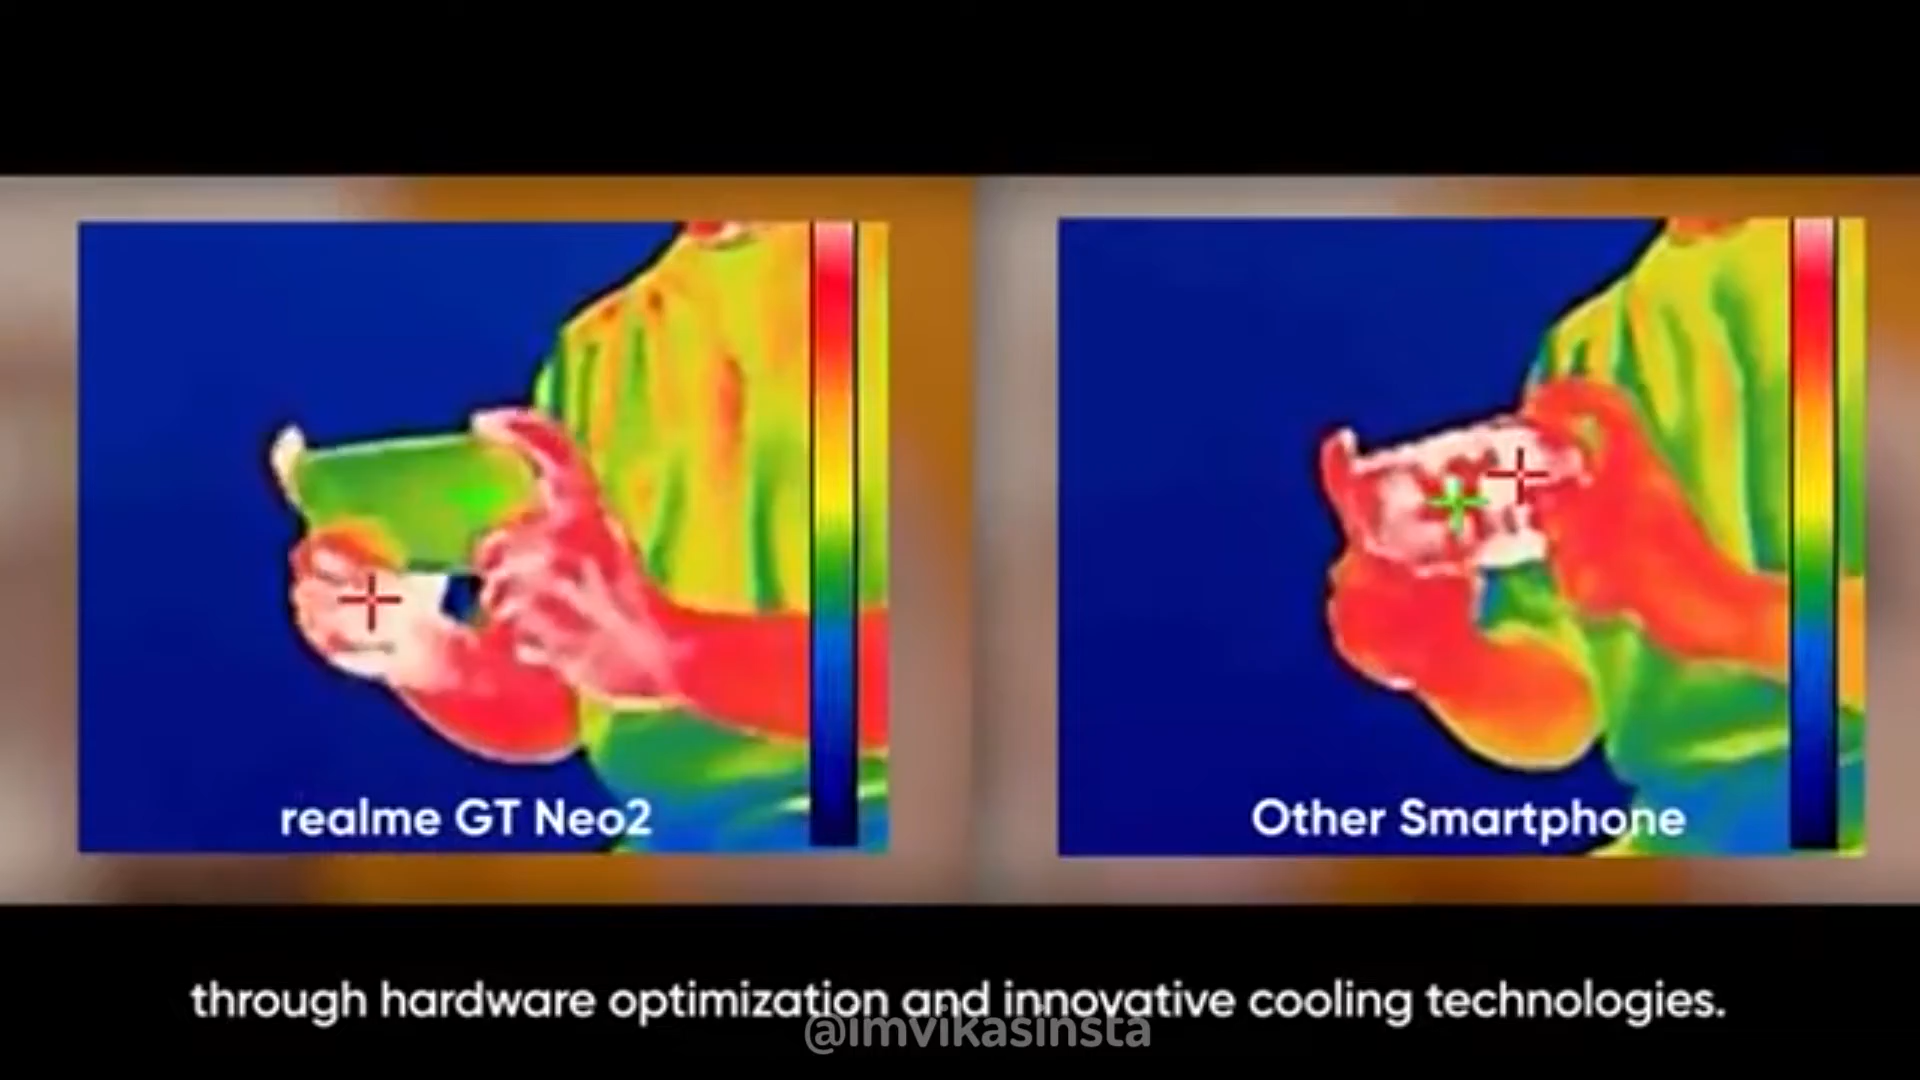 realme GT Neo2
Other Smartphone
through hardware optimization and innovative cooling technologies.
@imvikasinsta